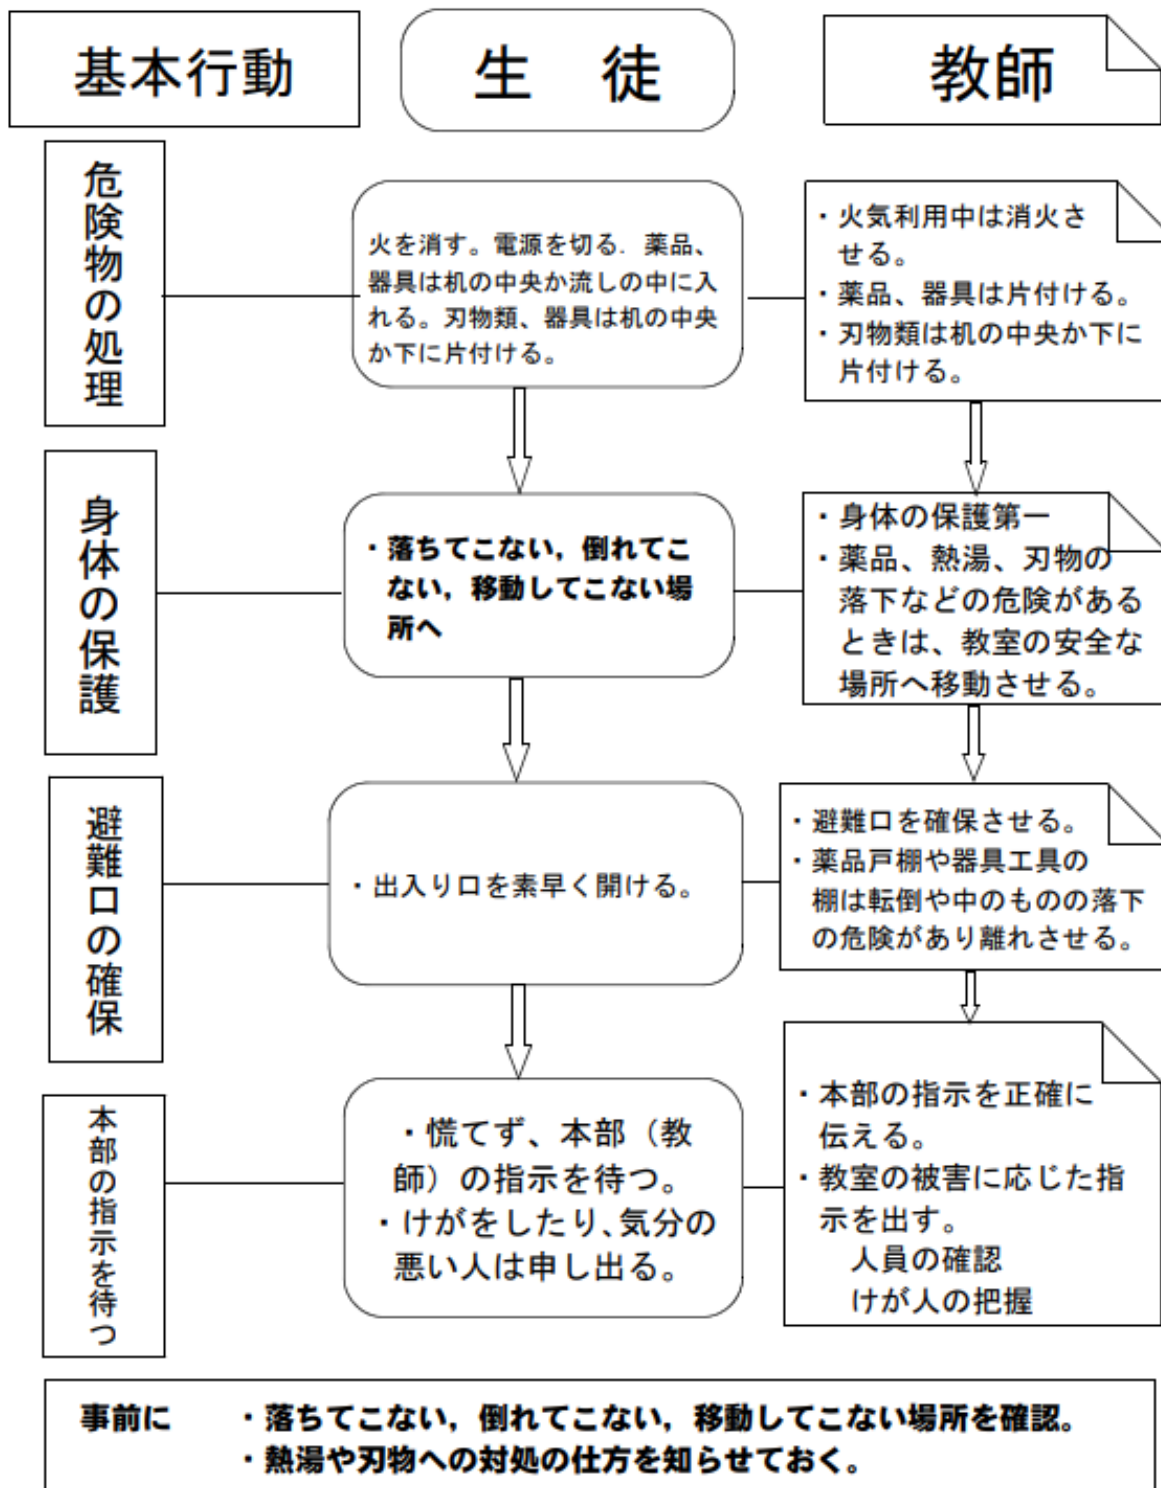 基本行動
生　徒
教師
危険物の処理
火を消す。電源を切る．薬品、
器具は机の中央か流しの中に入
れる。刃物類、器具は机の中央
か下に片付ける。
・火気利用中は消火さ
せる。
・薬品、器具は片付ける。
・刃物類は机の中央か下に
片付ける。
身体の保護
・落ちてこない，倒れてこ
ない，移動してこない場
所へ
・身体の保護第一
・薬品、熱湯、刃物の
落下などの危険がある
ときは、教室の安全な
場所へ移動させる。
避難口の確保
・出入り口を素早く開ける。
・避難口を確保させる。
・薬品戸棚や器具工具の
棚は転倒や中のものの落下
の危険があり離れさせる。
本部の指示を待つ
・慌てず、本部（教
師）の指示を待つ。
・けがをしたり、気分の
悪い人は申し出る。
・本部の指示を正確に
伝える。
・教室の被害に応じた指
示を出す。
人員の確認
けが人の把握
事前に　・落ちてこない，倒れてこない，移動してこない場所を確認。
・熱湯や刃物への対処の仕方を知らせておく。